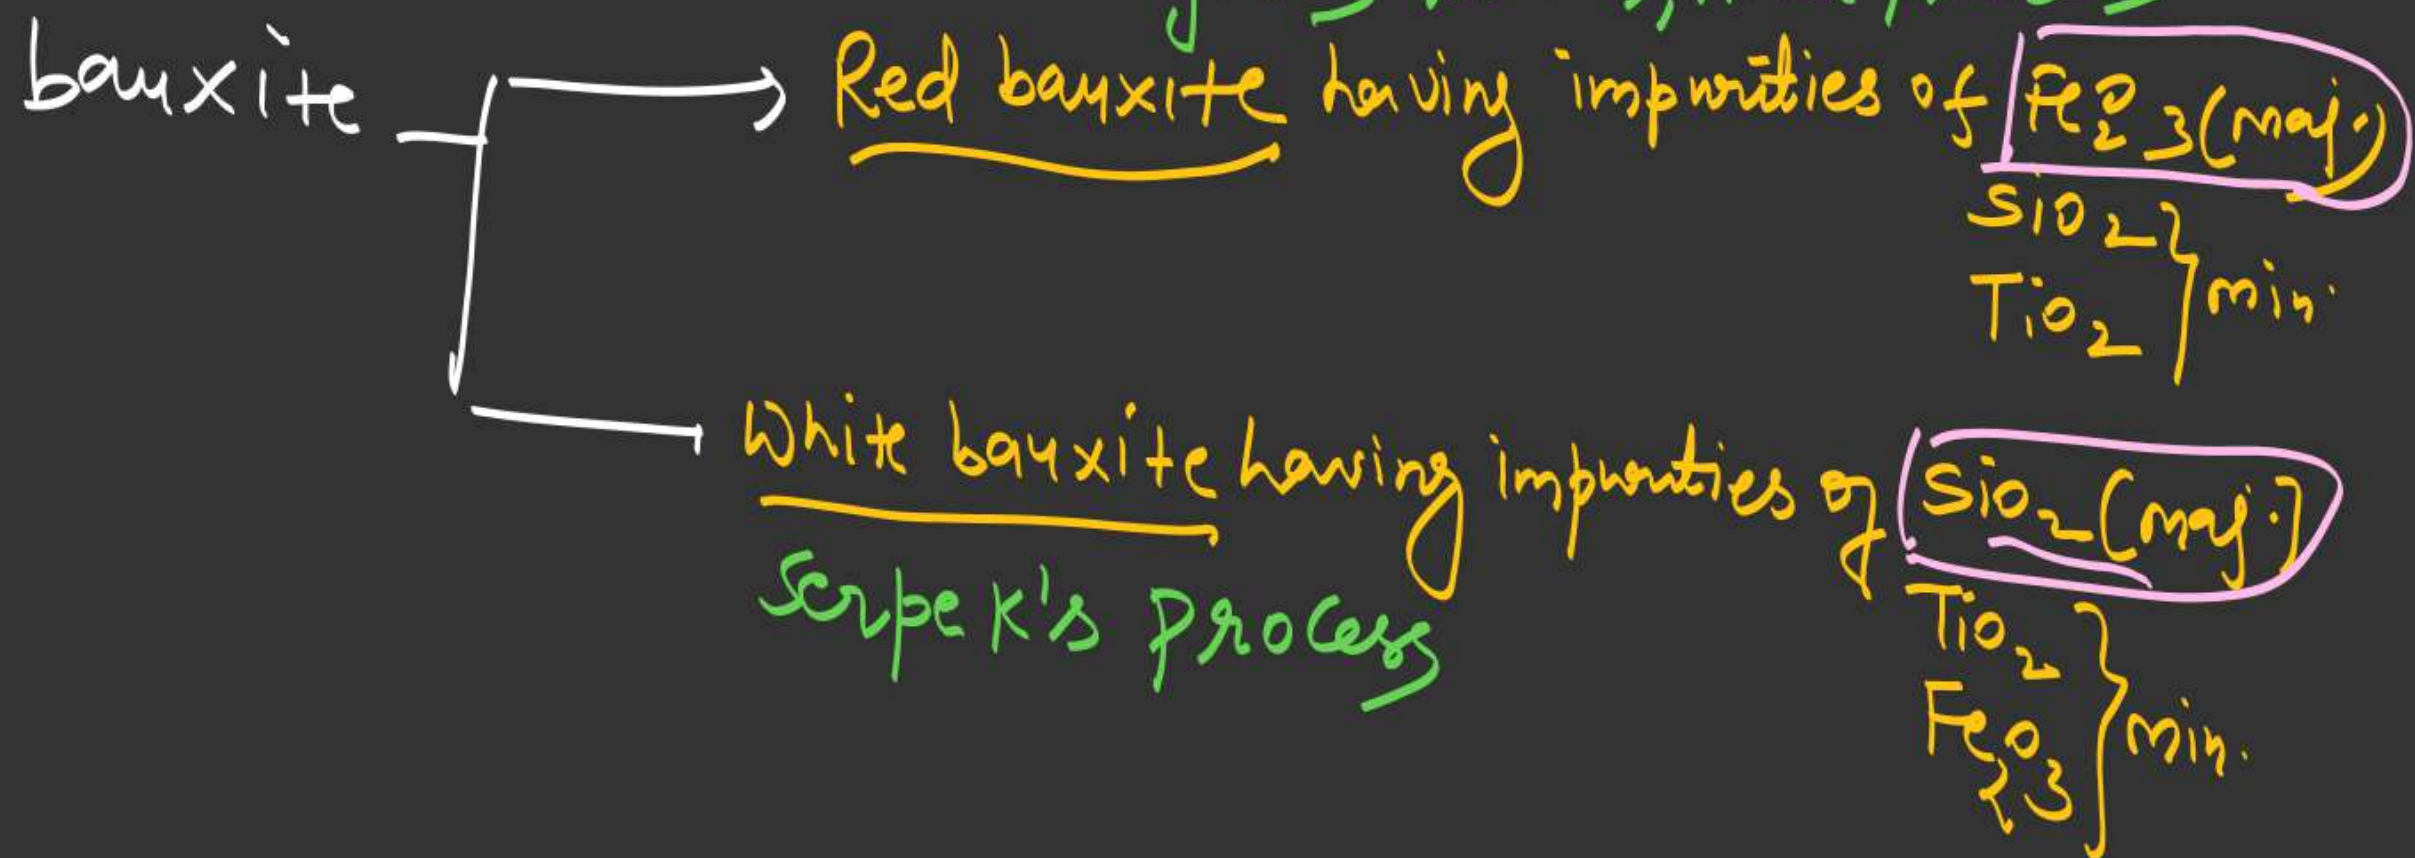 bauxite
Red bauxite having impurities of Fe2O3 (maj.)
SiO2
TiO2
min.
White bauxite having impurities of SiO2 (maj.)
Serpek's process
TiO2
Fe2O3
min.